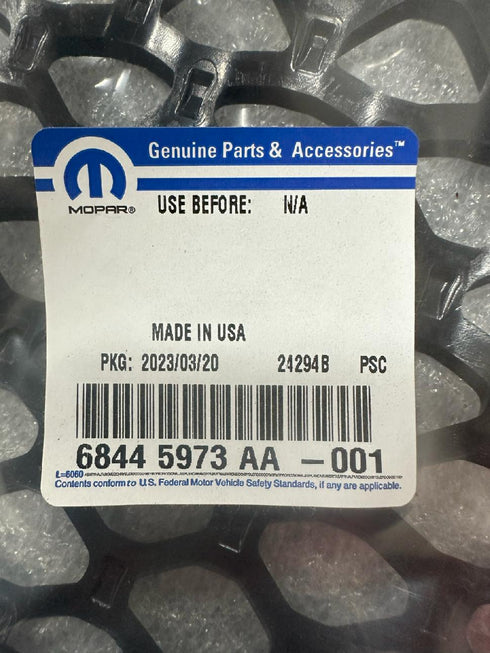 Genuine Parts & Accessories™
MOPAR®
USE BEFORE: N/A
MADE IN USA
PKG: 2023/03/20 24294B PSC
6844 5973 AA -001
L=6060
Contents conform to U.S. Federal Motor Vehicle Safety Standards, if any are applicable.